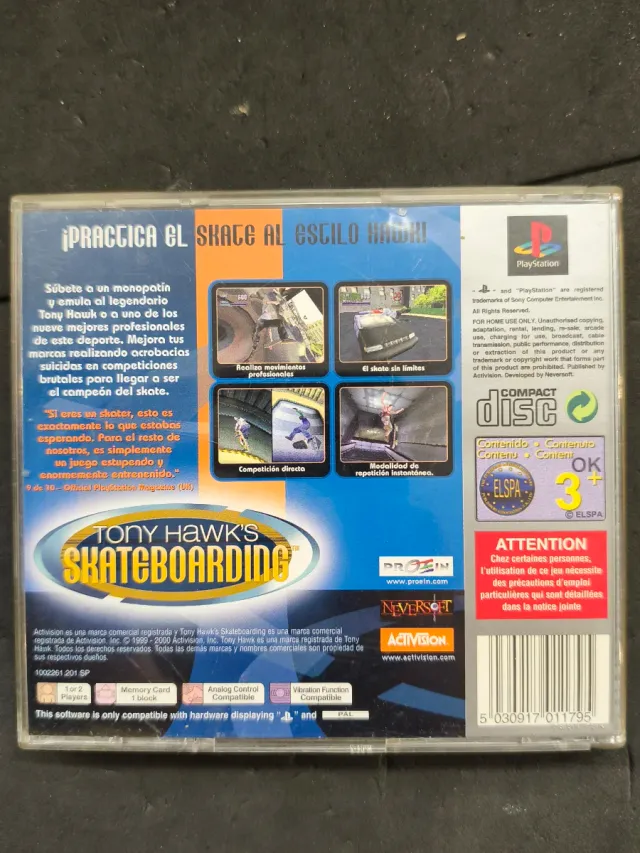 ¡PRACTICA EL SKATE AL ESTILO HAWK!
Súbete a un monopatín
y emula al legendario
Tony Hawk o a uno de los
nueve mejores profesionales
de este deporte. Mejora tus
marcas realizando acrobacias
suicidas en competiciones
brutales para llegar a ser
el campeón del skate.
"Si eres un skater, esto es
exactamente lo que estabas
esperando. Para el resto de
nosotros, es simplemente
un juego estupendo y
enormemente entretenido."
9 de 10 - Official PlayStation Magazine (UK)
Realiza movimientos
profesionales
El skate sin límites
Competición directa
Modalidad de
repetición instantánea.
TONY HAWK'S
SKATEBOARDING™
PROEIN
www.proein.com
NEVERSOFT
ACTIVISION
www.activision.com
Activision es una marca comercial registrada y Tony Hawk's Skateboarding es una marca comercial
registrada de Activision, Inc. © 1999 - 2000 Activision, Inc. Tony Hawk es una marca registrada de Tony
Hawk. Todos los derechos reservados. Todas las demás marcas y nombres comerciales son propiedad de
sus respectivos dueños.
1002261 201 SP
1 or 2
Players
Memory Card
1 block
Analog Control
Compatible
Vibration Function
Compatible
This software is only compatible with hardware displaying " " and PAL
PlayStation
- and "PlayStation" are registered
trademarks of Sony Computer Entertainment Inc.
All Rights Reserved.
FOR HOME USE ONLY. Unauthorised copying,
adaptation, rental, lending, re-sale, arcade
use, charging for use, broadcast, cable
transmission, public performance, distribution
or extraction of this product or any
trademark or copyright work that forms part
of this product are prohibited. Published by
Activision. Developed by Neversoft.
COMPACT
disc
Contenido • Contenuto
Contenu • Content
ELSPA
OK
3+
© ELSPA
ATTENTION
Chez certaines personnes,
l'utilisation de ce jeu nécessite
des précautions d'emploi
particulières qui sont détaillées
dans la notice jointe
5 030917 011795